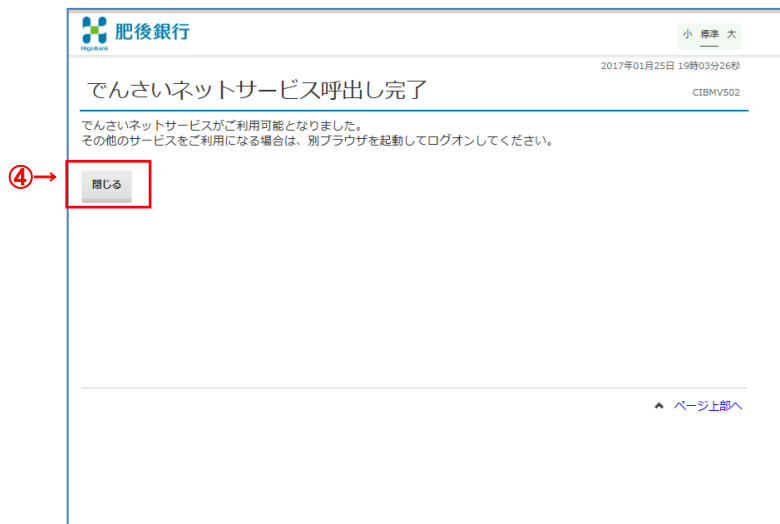 肥後銀行
HigoBank
小 標準 大
2017年01月25日 19時03分26秒
でんさいネットサービス呼出し完了
CIBMV502
でんさいネットサービスがご利用可能となりました。
その他のサービスをご利用になる場合は、別ブラウザを起動してログオンしてください。
④→
閉じる
ページ上部へ